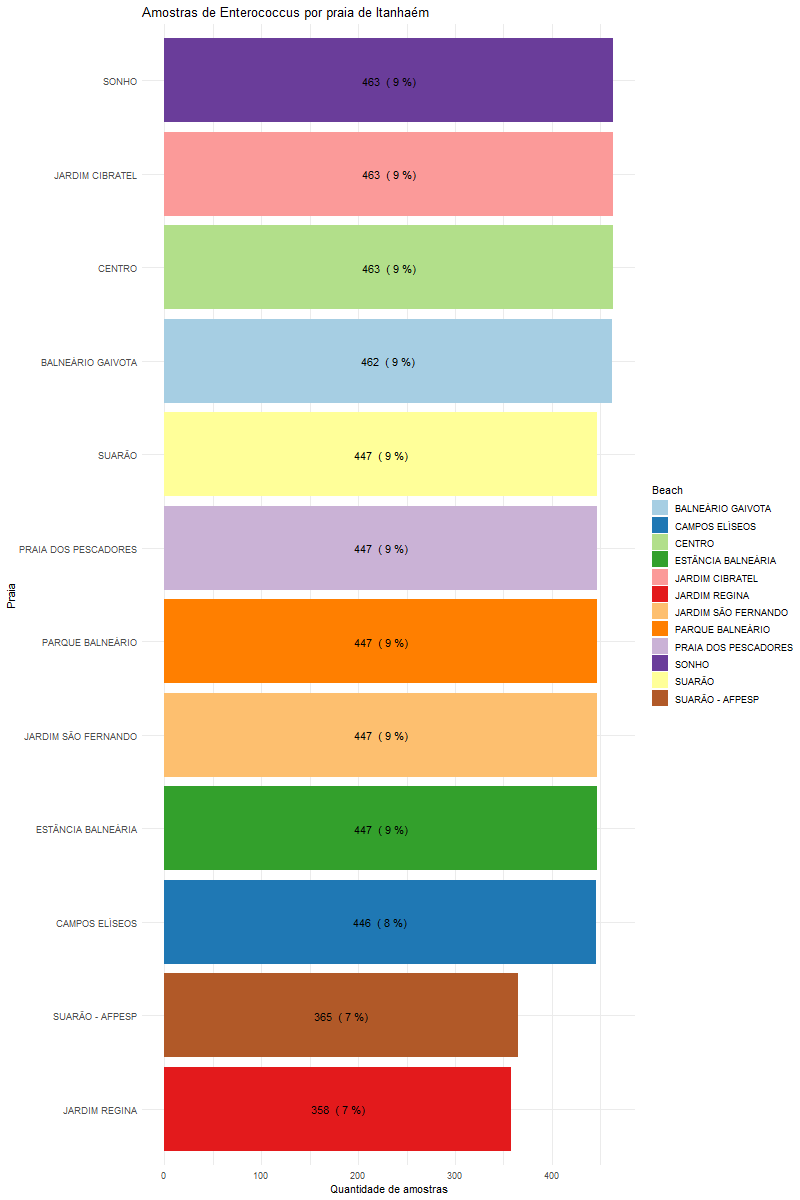 Amostras de Enterococcus por praia de Itanhaém
SONHO
463 ( 9 %)
JARDIM CIBRATEL
463 ( 9 %)
CENTRO
463 ( 9 %)
BALNEÁRIO GAIVOTA
462 ( 9 %)
SUARÃO
447 ( 9 %)
PRAIA DOS PESCADORES
447 ( 9 %)
PARQUE BALNEÁRIO
447 ( 9 %)
JARDIM SÃO FERNANDO
447 ( 9 %)
ESTÂNCIA BALNEÁRIA
447 ( 9 %)
CAMPOS ELÍSEOS
446 ( 8 %)
SUARÃO - AFPESP
365 ( 7 %)
JARDIM REGINA
358 ( 7 %)
Praia
0 100 200 300 400
Quantidade de amostras
Beach
BALNEÁRIO GAIVOTA
CAMPOS ELÍSEOS
CENTRO
ESTÂNCIA BALNEÁRIA
JARDIM CIBRATEL
JARDIM REGINA
JARDIM SÃO FERNANDO
PARQUE BALNEÁRIO
PRAIA DOS PESCADORES
SONHO
SUARÃO
SUARÃO - AFPESP